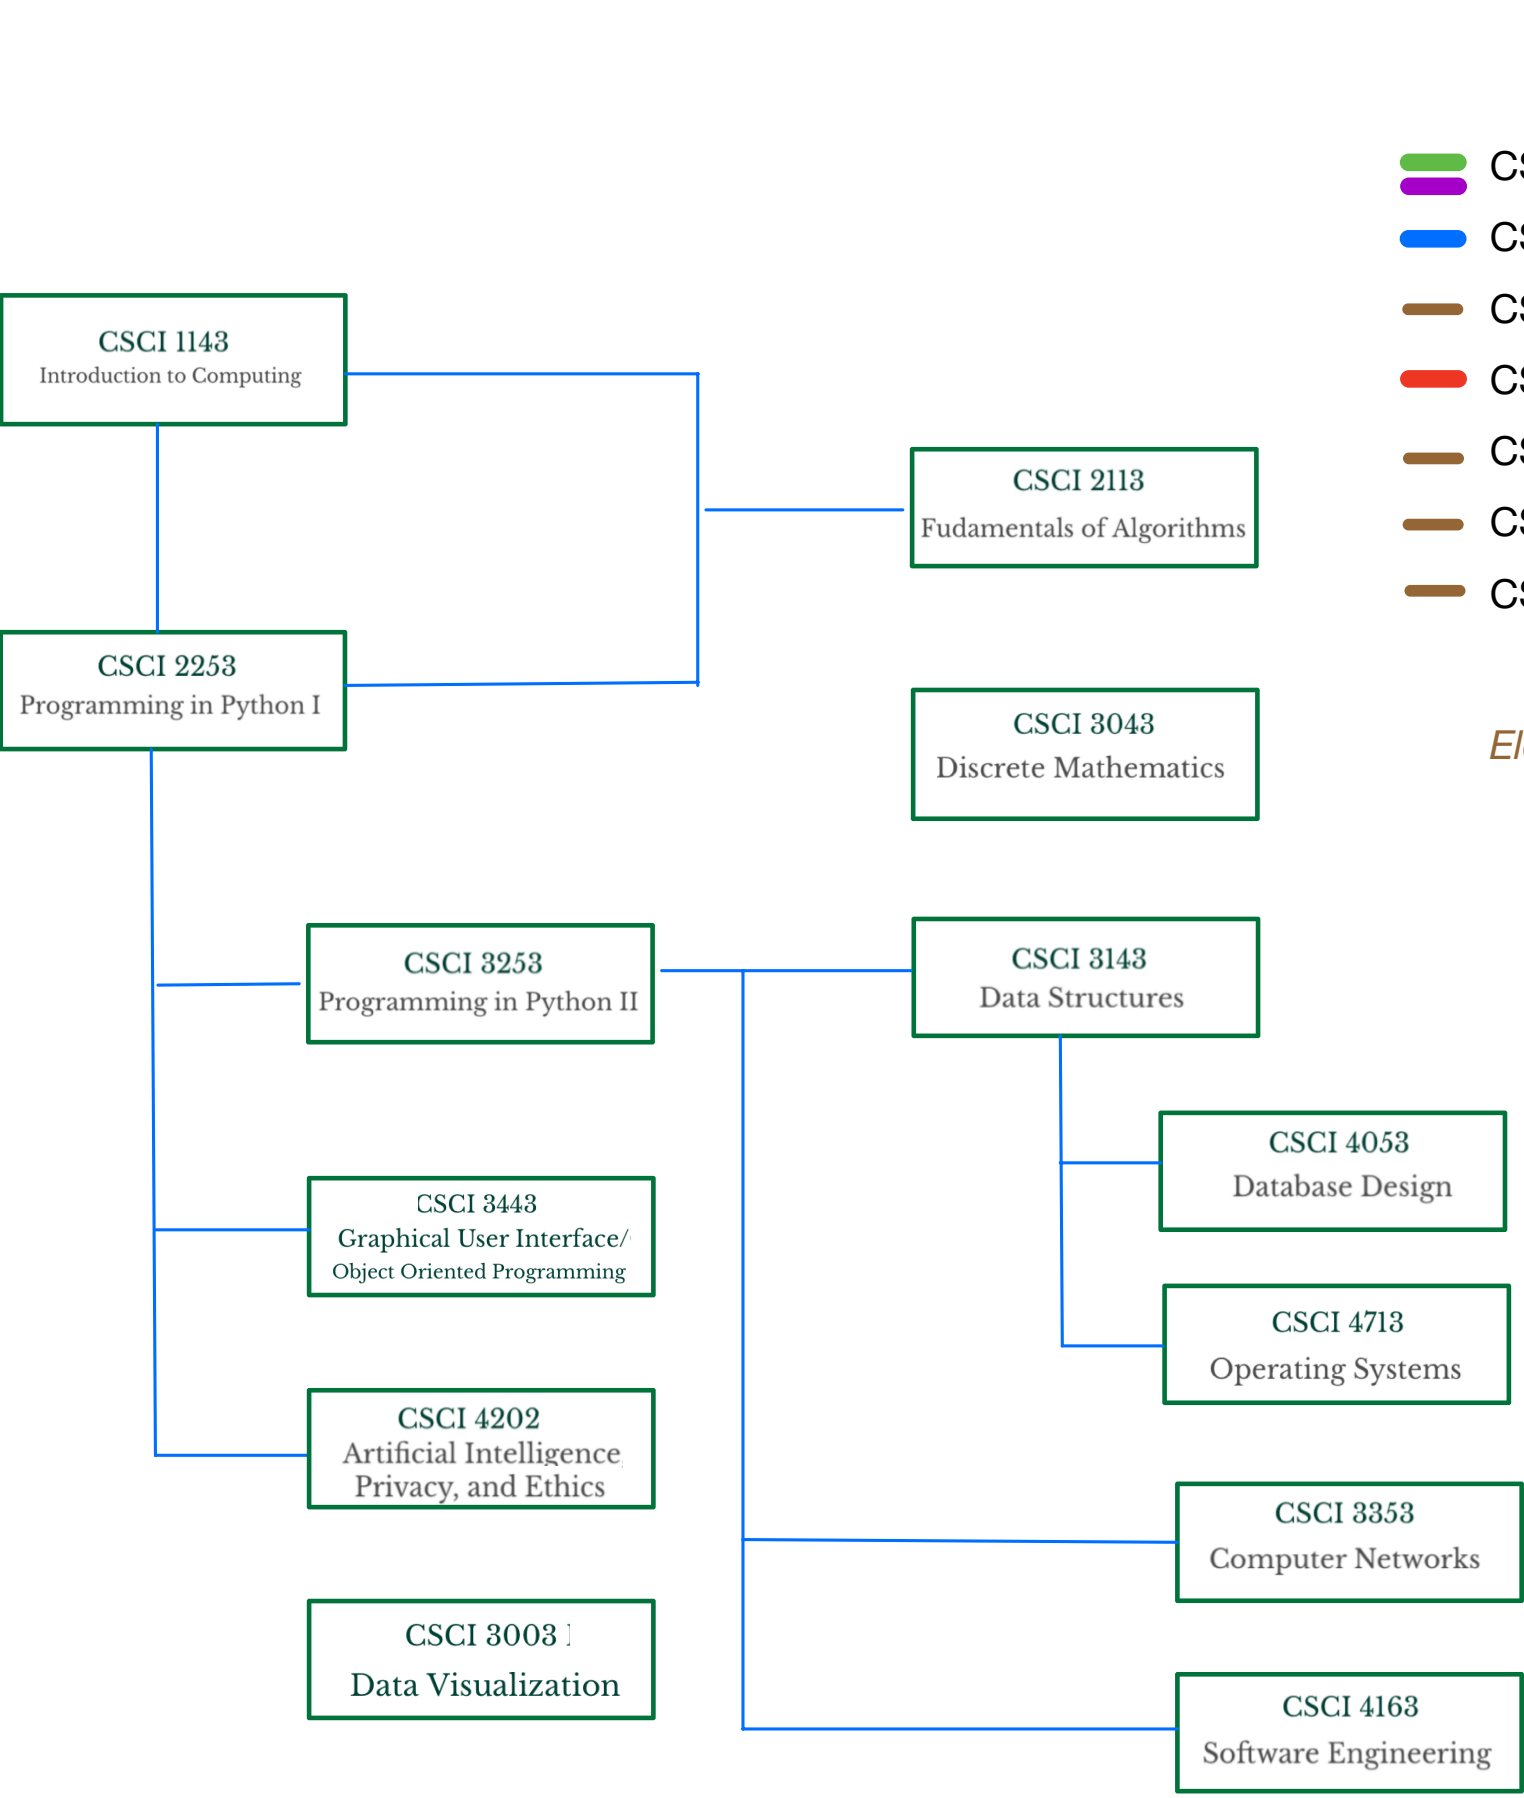 CSCI 1143
Introduction to Computing
CSCI 2253
Programming in Python I
CSCI 2113
Fudamentals of Algorithms
CSCI 3043
Discrete Mathematics
CSCI 3253
Programming in Python II
CSCI 3143
Data Structures
CSCI 4053
Database Design
CSCI 4713
Operating Systems
CSCI 3443
Graphical User Interface/
Object Oriented Programming
CSCI 4202
Artificial Intelligence
Privacy, and Ethics
CSCI 3353
Computer Networks
CSCI 3003
Data Visualization
CSCI 4163
Software Engineering